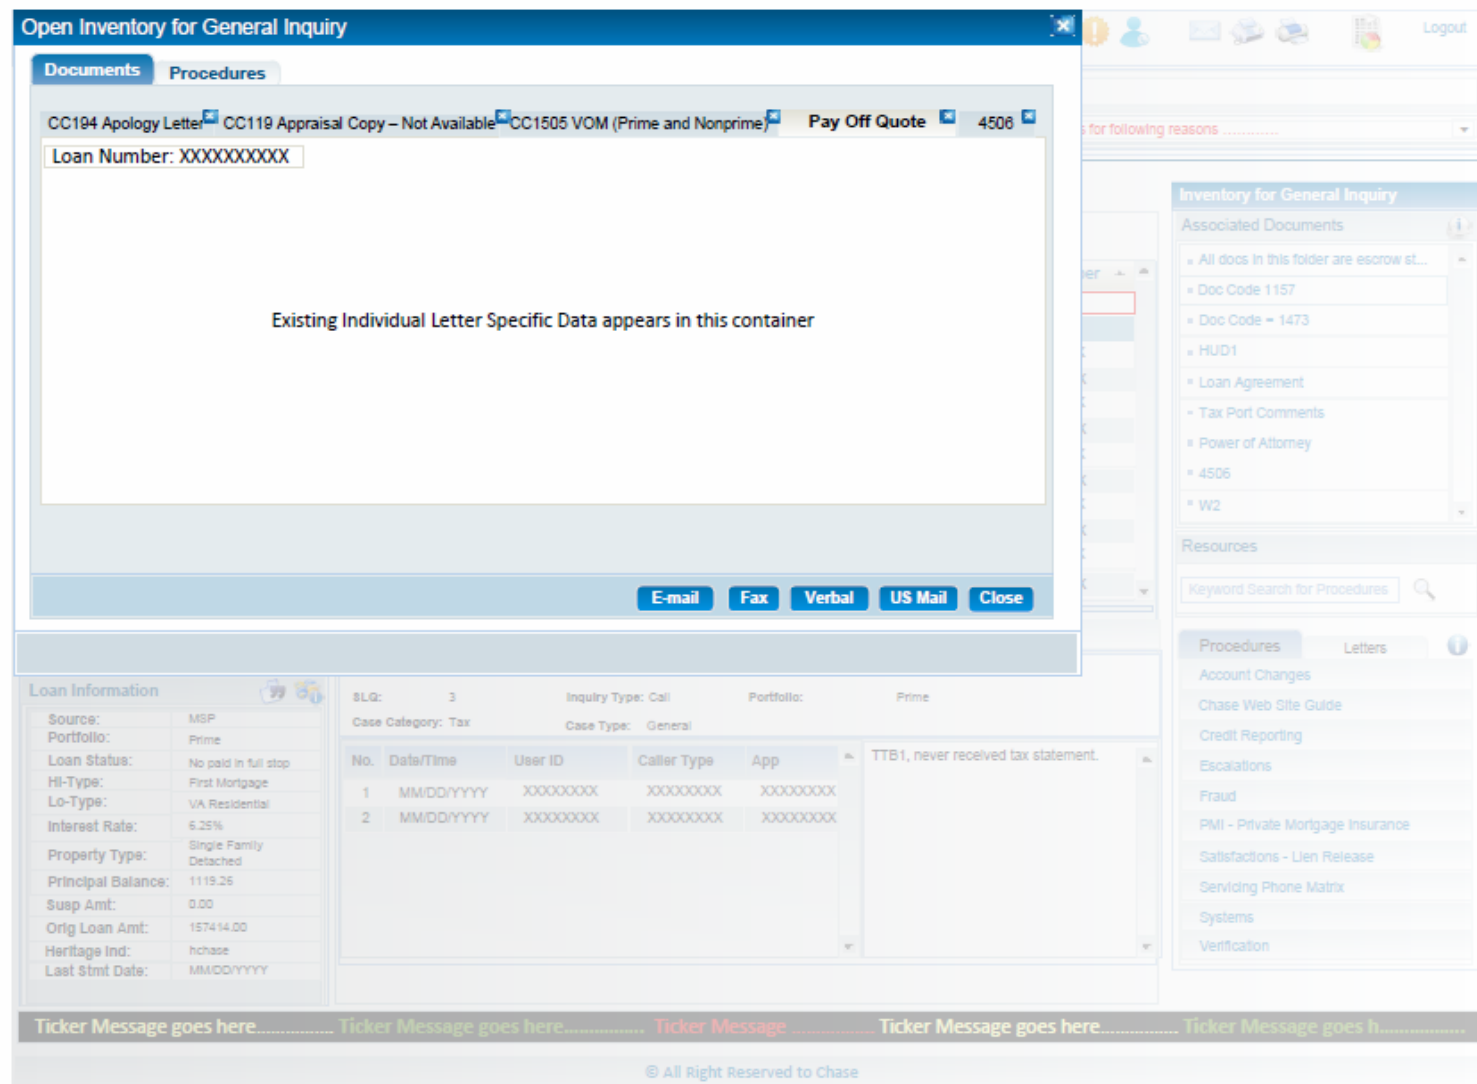 Open Inventory for General Inquiry
Logout
Documents
Procedures
CC194 Apology Letter
CC119 Appraisal Copy – Not Available
CC1505 VOM (Prime and Nonprime)
Pay Off Quote
4506
s for following reasons ............
Loan Number: XXXXXXXXXX
Existing Individual Letter Specific Data appears in this container
E-mail
Fax
Verbal
US Mail
Close
Inventory for General Inquiry
Associated Documents
All docs in this folder are escrow st...
Doc Code 1157
Doc Code = 1473
HUD1
Loan Agreement
Tax Port Comments
Power of Attorney
4506
W2
Resources
Keyword Search for Procedures
Procedures
Letters
Account Changes
Chase Web Site Guide
Credit Reporting
Escalations
Fraud
PMI - Private Mortgage Insurance
Satisfactions - Lien Release
Servicing Phone Matrix
Systems
Verification
Loan Information
Source: MSP
Portfolio: Prime
Loan Status: No paid in full stop
Hi-Type: First Mortgage
Lo-Type: VA Residential
Interest Rate: 6.25%
Property Type: Single Family
Detached
Principal Balance: 1119.26
Susp Amt: 0.00
Orig Loan Amt: 157414.00
Heritage Ind: hchase
Last Stmt Date: MM/DD/YYYY
SLQ: 3 Inquiry Type: Call Portfolio: Prime
Case Category: Tax Case Type: General
No. Date/Time User ID Caller Type App
1 MM/DD/YYYY XXXXXXXX XXXXXXXX XXXXXXXX
2 MM/DD/YYYY XXXXXXXX XXXXXXXX XXXXXXXX
TTB1, never received tax statement.
Ticker Message goes here............... Ticker Message goes here................ Ticker Message ................ Ticker Message goes here............... Ticker Message goes h................
© All Right Reserved to Chase